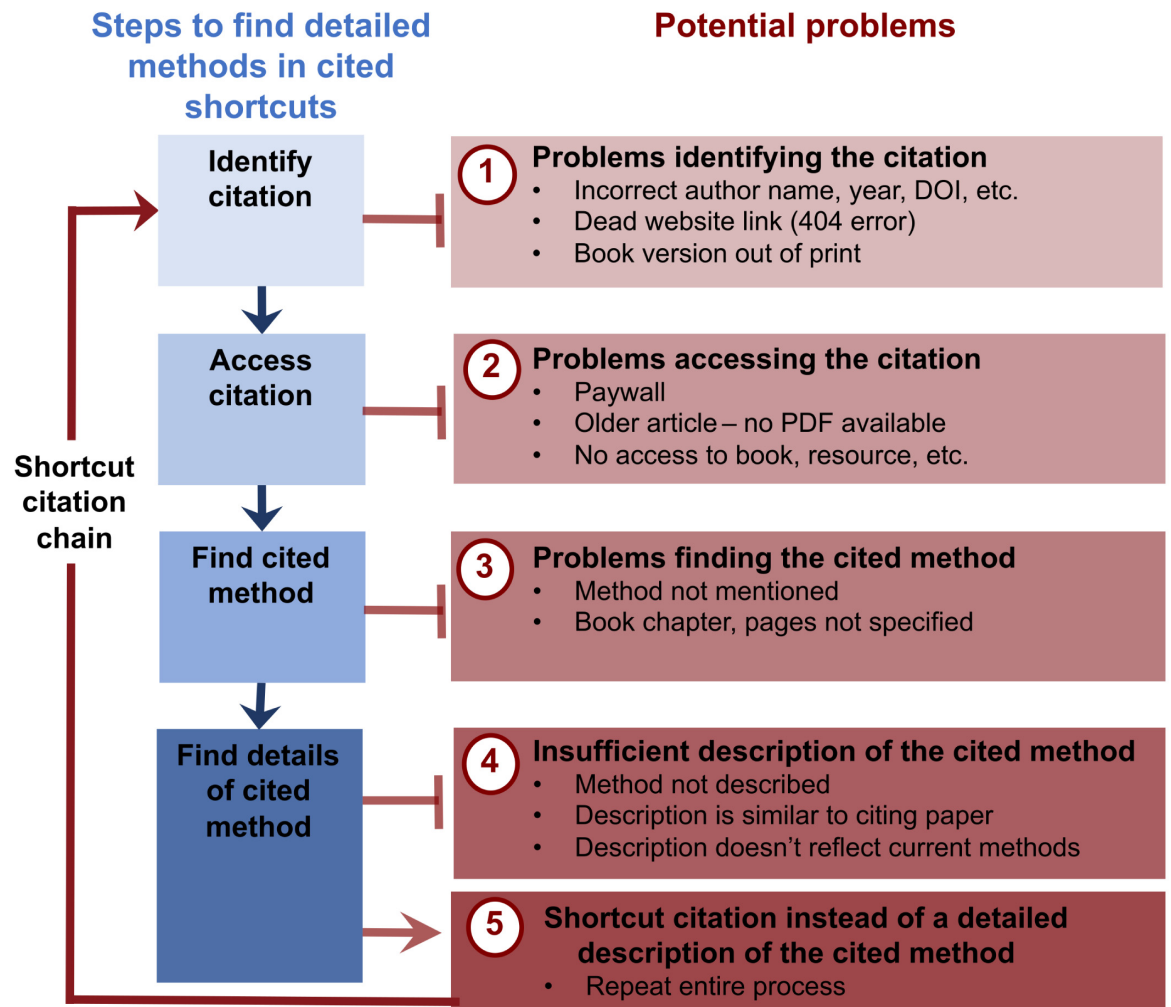 Steps to find detailed
methods in cited
shortcuts
Potential problems
Identify
citation
1
Problems identifying the citation
• Incorrect author name, year, DOI, etc.
• Dead website link (404 error)
• Book version out of print
Access
citation
2
Problems accessing the citation
• Paywall
• Older article – no PDF available
• No access to book, resource, etc.
Shortcut
citation
chain
Find cited
method
3
Problems finding the cited method
• Method not mentioned
• Book chapter, pages not specified
Find details
of cited
method
4
Insufficient description of the cited method
• Method not described
• Description is similar to citing paper
• Description doesn’t reflect current methods
5
Shortcut citation instead of a detailed
description of the cited method
• Repeat entire process